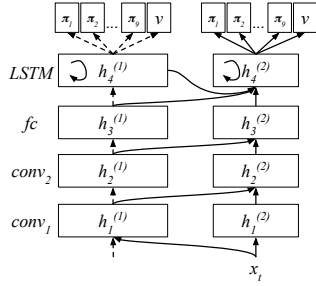 π₁ π₂ ... π₉ v π₁ π₂ ... π₉ v
LSTM h₄⁽¹⁾ h₄⁽²⁾
fc h₃⁽¹⁾ h₃⁽²⁾
conv₂ h₂⁽¹⁾ h₂⁽²⁾
conv₁ h₁⁽¹⁾ h₁⁽²⁾
xₜ